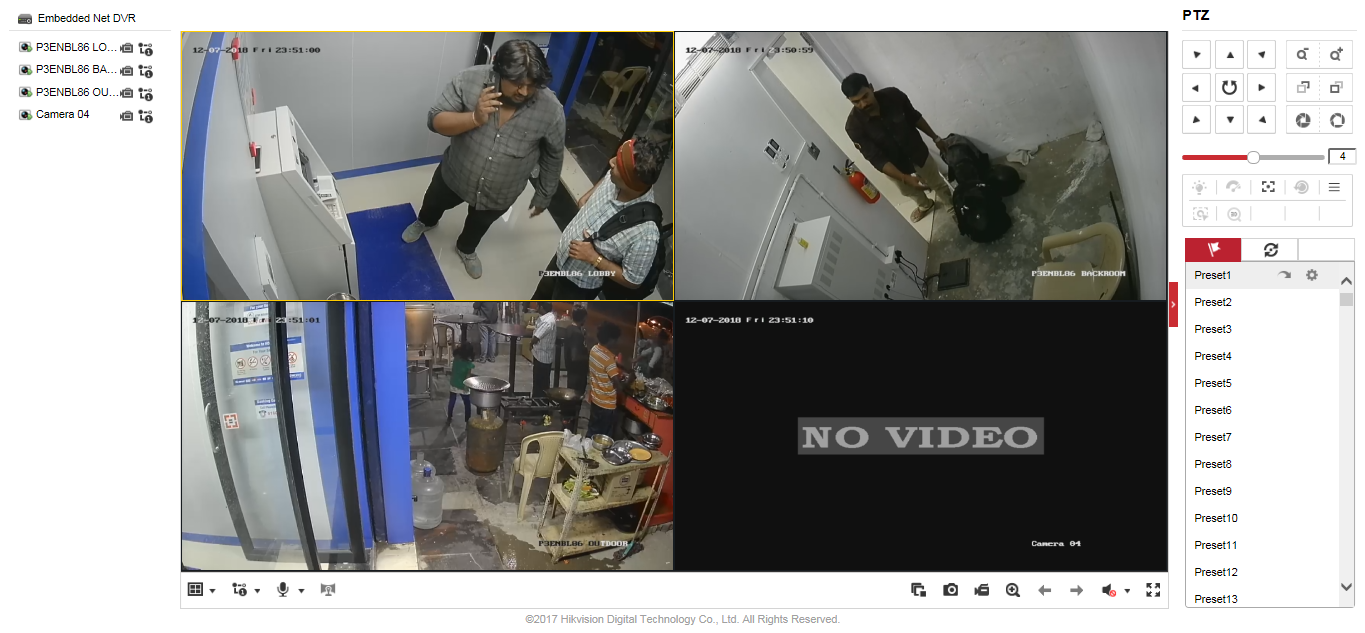 Embedded Net DVR
P3ENBL86 LO...
P3ENBL86 BA...
P3ENBL86 OU...
Camera 04
12-07-2018 Fri 23:51:00
P3ENBL86 LOBBY
12-07-2018 Fri 23:50:59
P3ENBL86 BACKROOM
12-07-2018 Fri 23:51:01
P3ENBL86 OUTDOOR
12-07-2018 Fri 23:51:10
NO VIDEO
Camera 04
PTZ
4
Preset1
Preset2
Preset3
Preset4
Preset5
Preset6
Preset7
Preset8
Preset9
Preset10
Preset11
Preset12
Preset13
©2017 Hikvision Digital Technology Co., Ltd. All Rights Reserved.